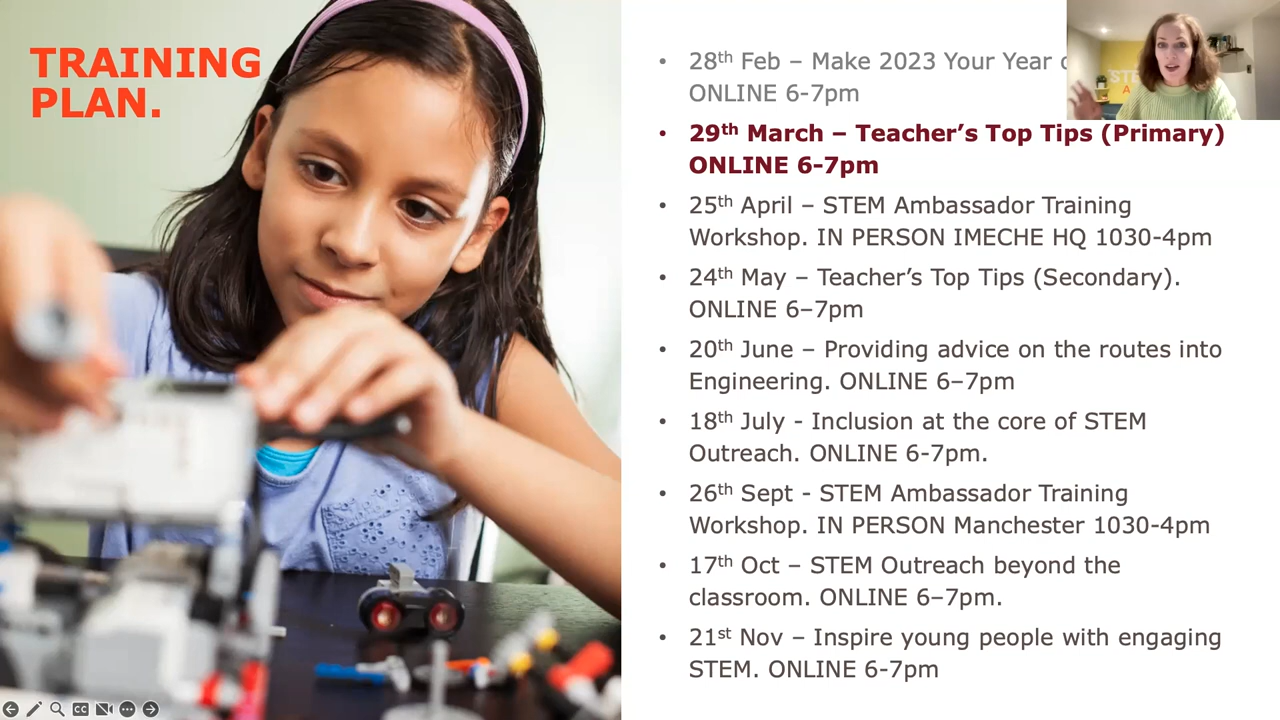 TRAINING
PLAN.
• 28th Feb – Make 2023 Your Year
ONLINE 6-7pm
• 29th March – Teacher’s Top Tips (Primary)
ONLINE 6-7pm
• 25th April – STEM Ambassador Training
Workshop. IN PERSON IMECHE HQ 1030-4pm
• 24th May – Teacher’s Top Tips (Secondary).
ONLINE 6–7pm
• 20th June – Providing advice on the routes into
Engineering. ONLINE 6–7pm
• 18th July - Inclusion at the core of STEM
Outreach. ONLINE 6-7pm.
• 26th Sept - STEM Ambassador Training
Workshop. IN PERSON Manchester 1030-4pm
• 17th Oct – STEM Outreach beyond the
classroom. ONLINE 6–7pm.
• 21st Nov – Inspire young people with engaging
STEM. ONLINE 6-7pm
CC